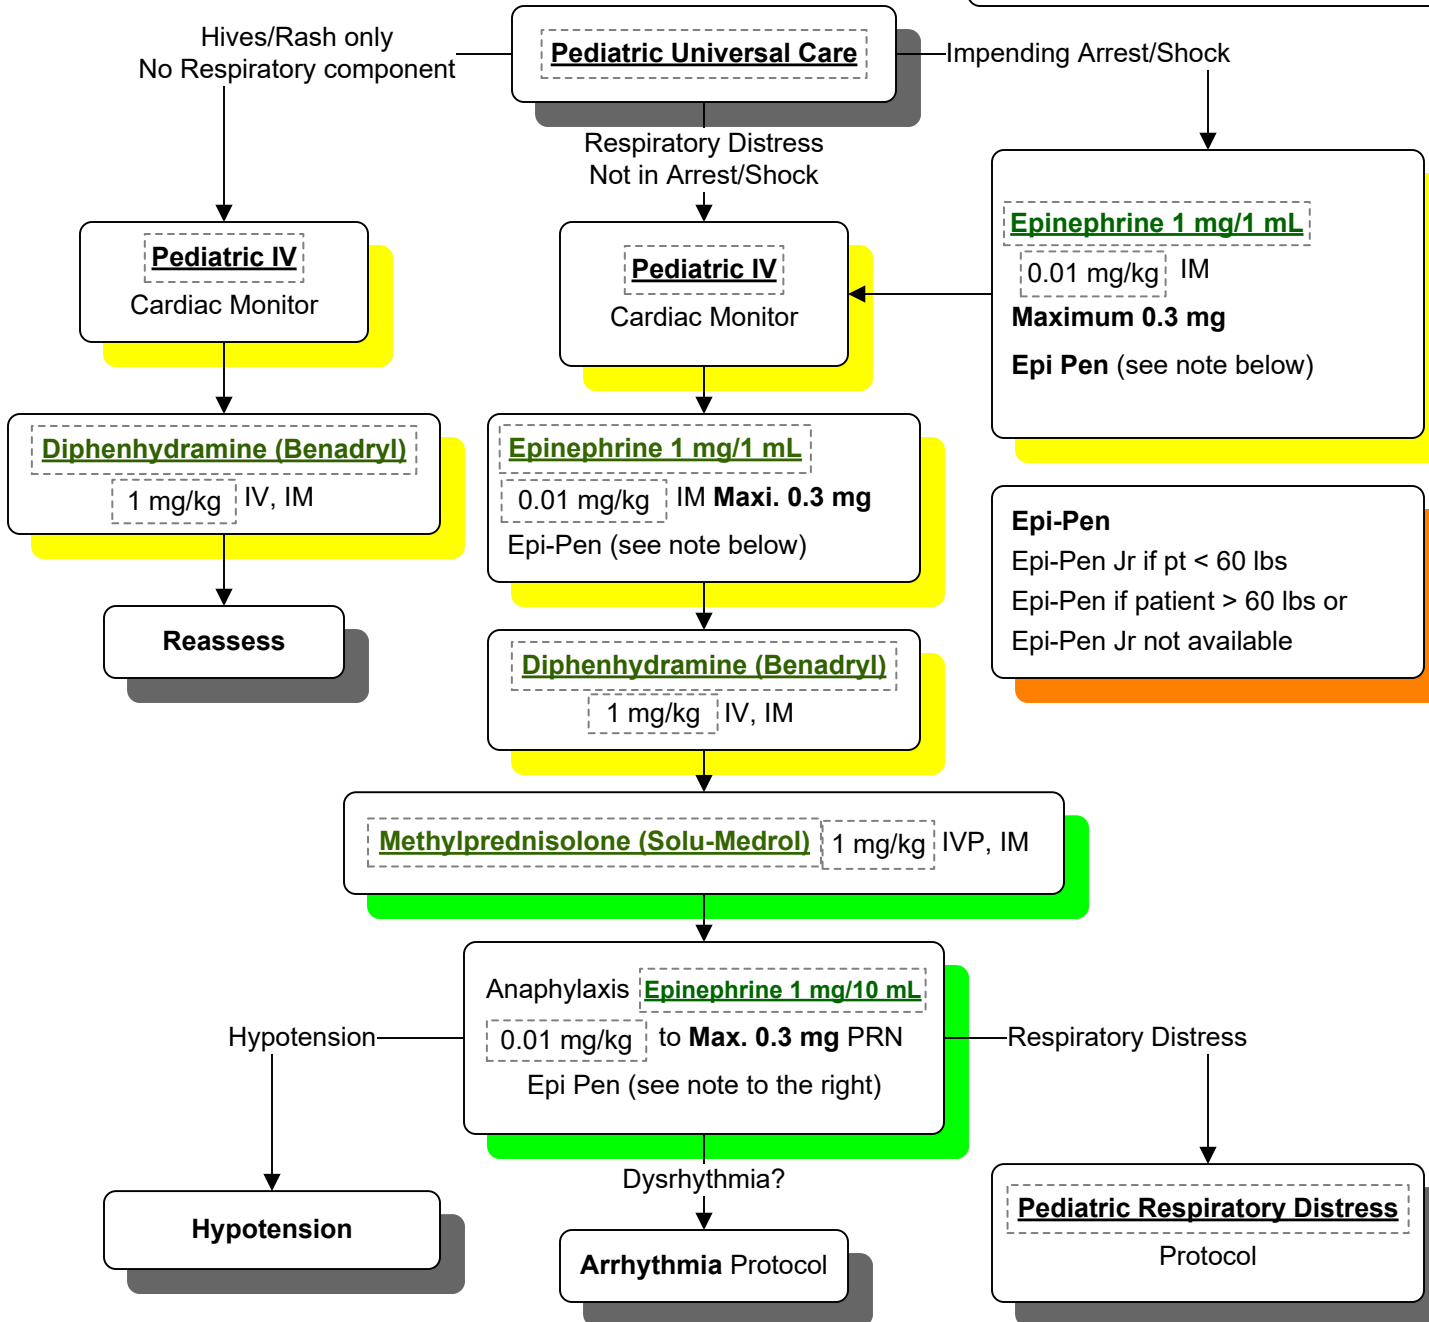 Hives/Rash only
No Respiratory component
Pediatric Universal Care
Impending Arrest/Shock
Respiratory Distress
Not in Arrest/Shock
Pediatric IV
Cardiac Monitor
Pediatric IV
Cardiac Monitor
Epinephrine 1 mg/1 mL
0.01 mg/kg IM
Maximum 0.3 mg
Epi Pen (see note below)
Diphenhydramine (Benadryl)
1 mg/kg IV, IM
Epinephrine 1 mg/1 mL
0.01 mg/kg IM Maxi. 0.3 mg
Epi-Pen (see note below)
Epi-Pen
Epi-Pen Jr if pt < 60 lbs
Epi-Pen if patient > 60 lbs or
Epi-Pen Jr not available
Reassess
Diphenhydramine (Benadryl)
1 mg/kg IV, IM
Methylprednisolone (Solu-Medrol) 1 mg/kg IVP, IM
Anaphylaxis Epinephrine 1 mg/10 mL
0.01 mg/kg to Max. 0.3 mg PRN
Epi Pen (see note to the right)
Hypotension
Respiratory Distress
Dysrhythmia?
Hypotension
Arrhythmia Protocol
Pediatric Respiratory Distress
Protocol